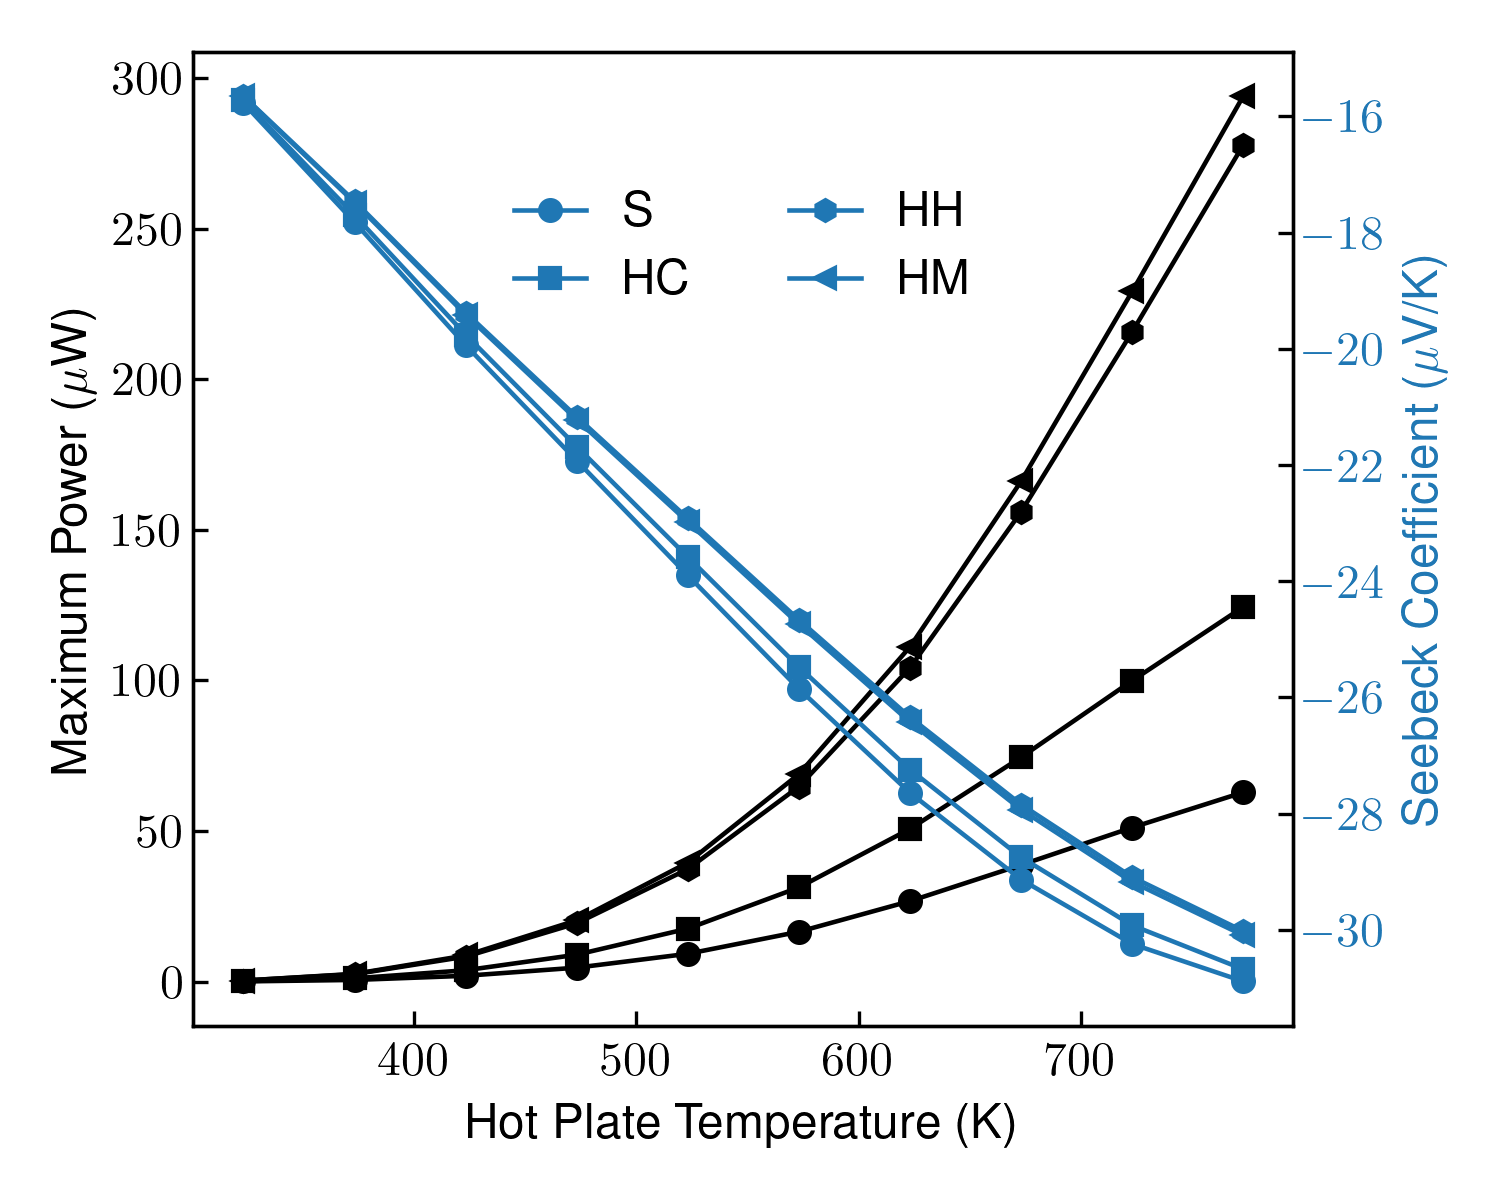 300
250
200
150
100
50
0
Maximum Power (μW)
S
HC
HH
HM
−16
−18
−20
−22
−24
−26
−28
−30
Seebeck Coefficient (μV/K)
400 500 600 700
Hot Plate Temperature (K)